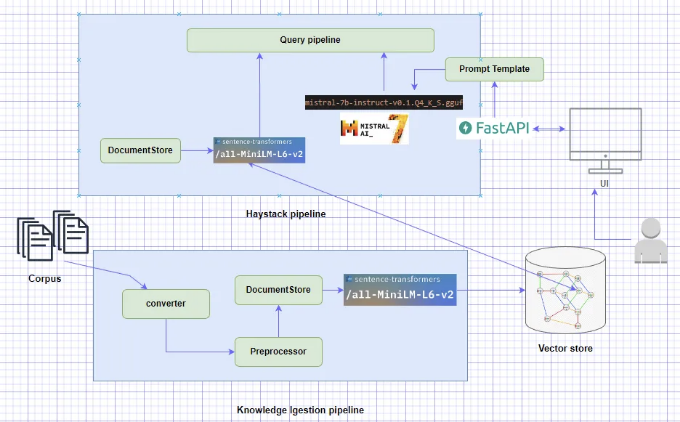 Query pipeline
Prompt Template
mistral-7b-instruct-v0.1.Q4_K_S.gguf
MISTRAL
AI_
7
FastAPI
DocumentStore
sentence-transformers
/all-MiniLM-L6-v2
UI
Haystack pipeline
Corpus
converter
DocumentStore
sentence-transformers
/all-MiniLM-L6-v2
Preprocessor
Vector store
Knowledge Igestion pipeline